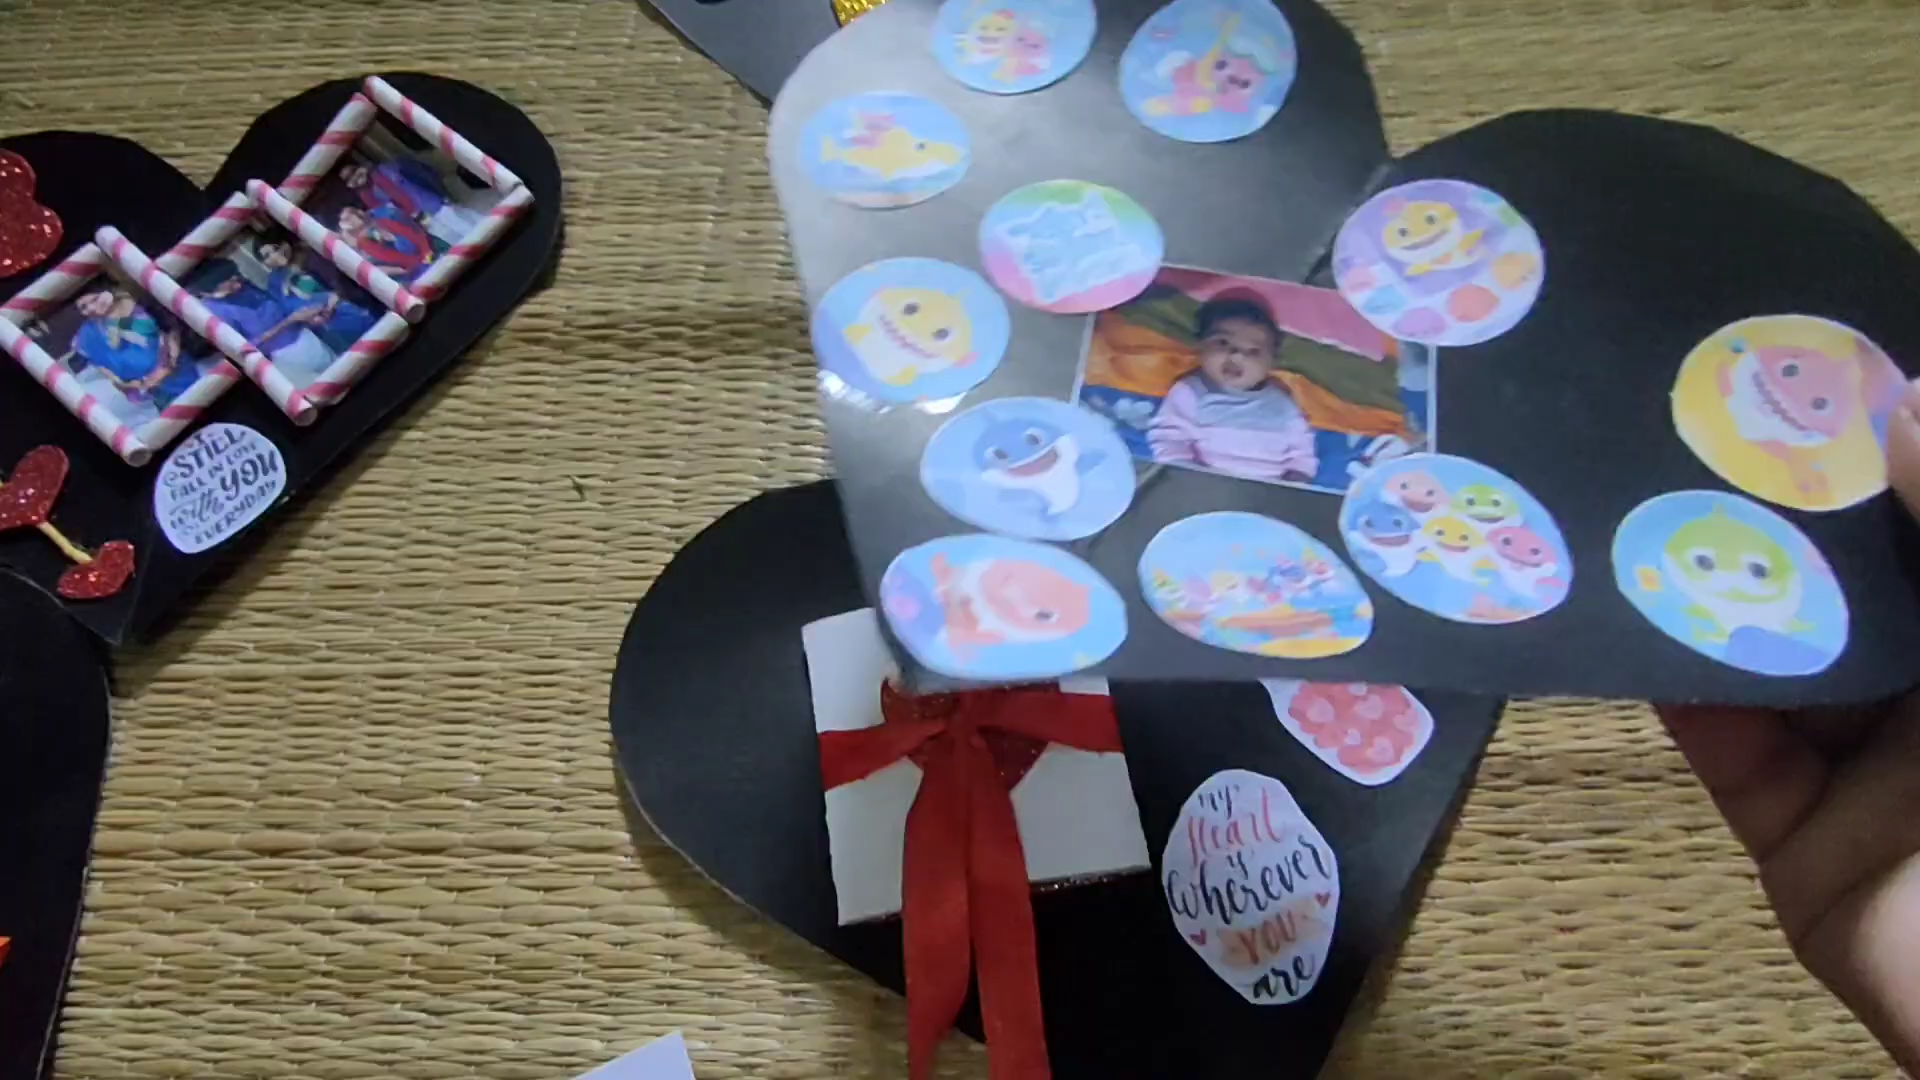 I
STILL
FALL IN LOVE
with YOU
EVERYDAY
my
Heart
is
wherever
YOU
are